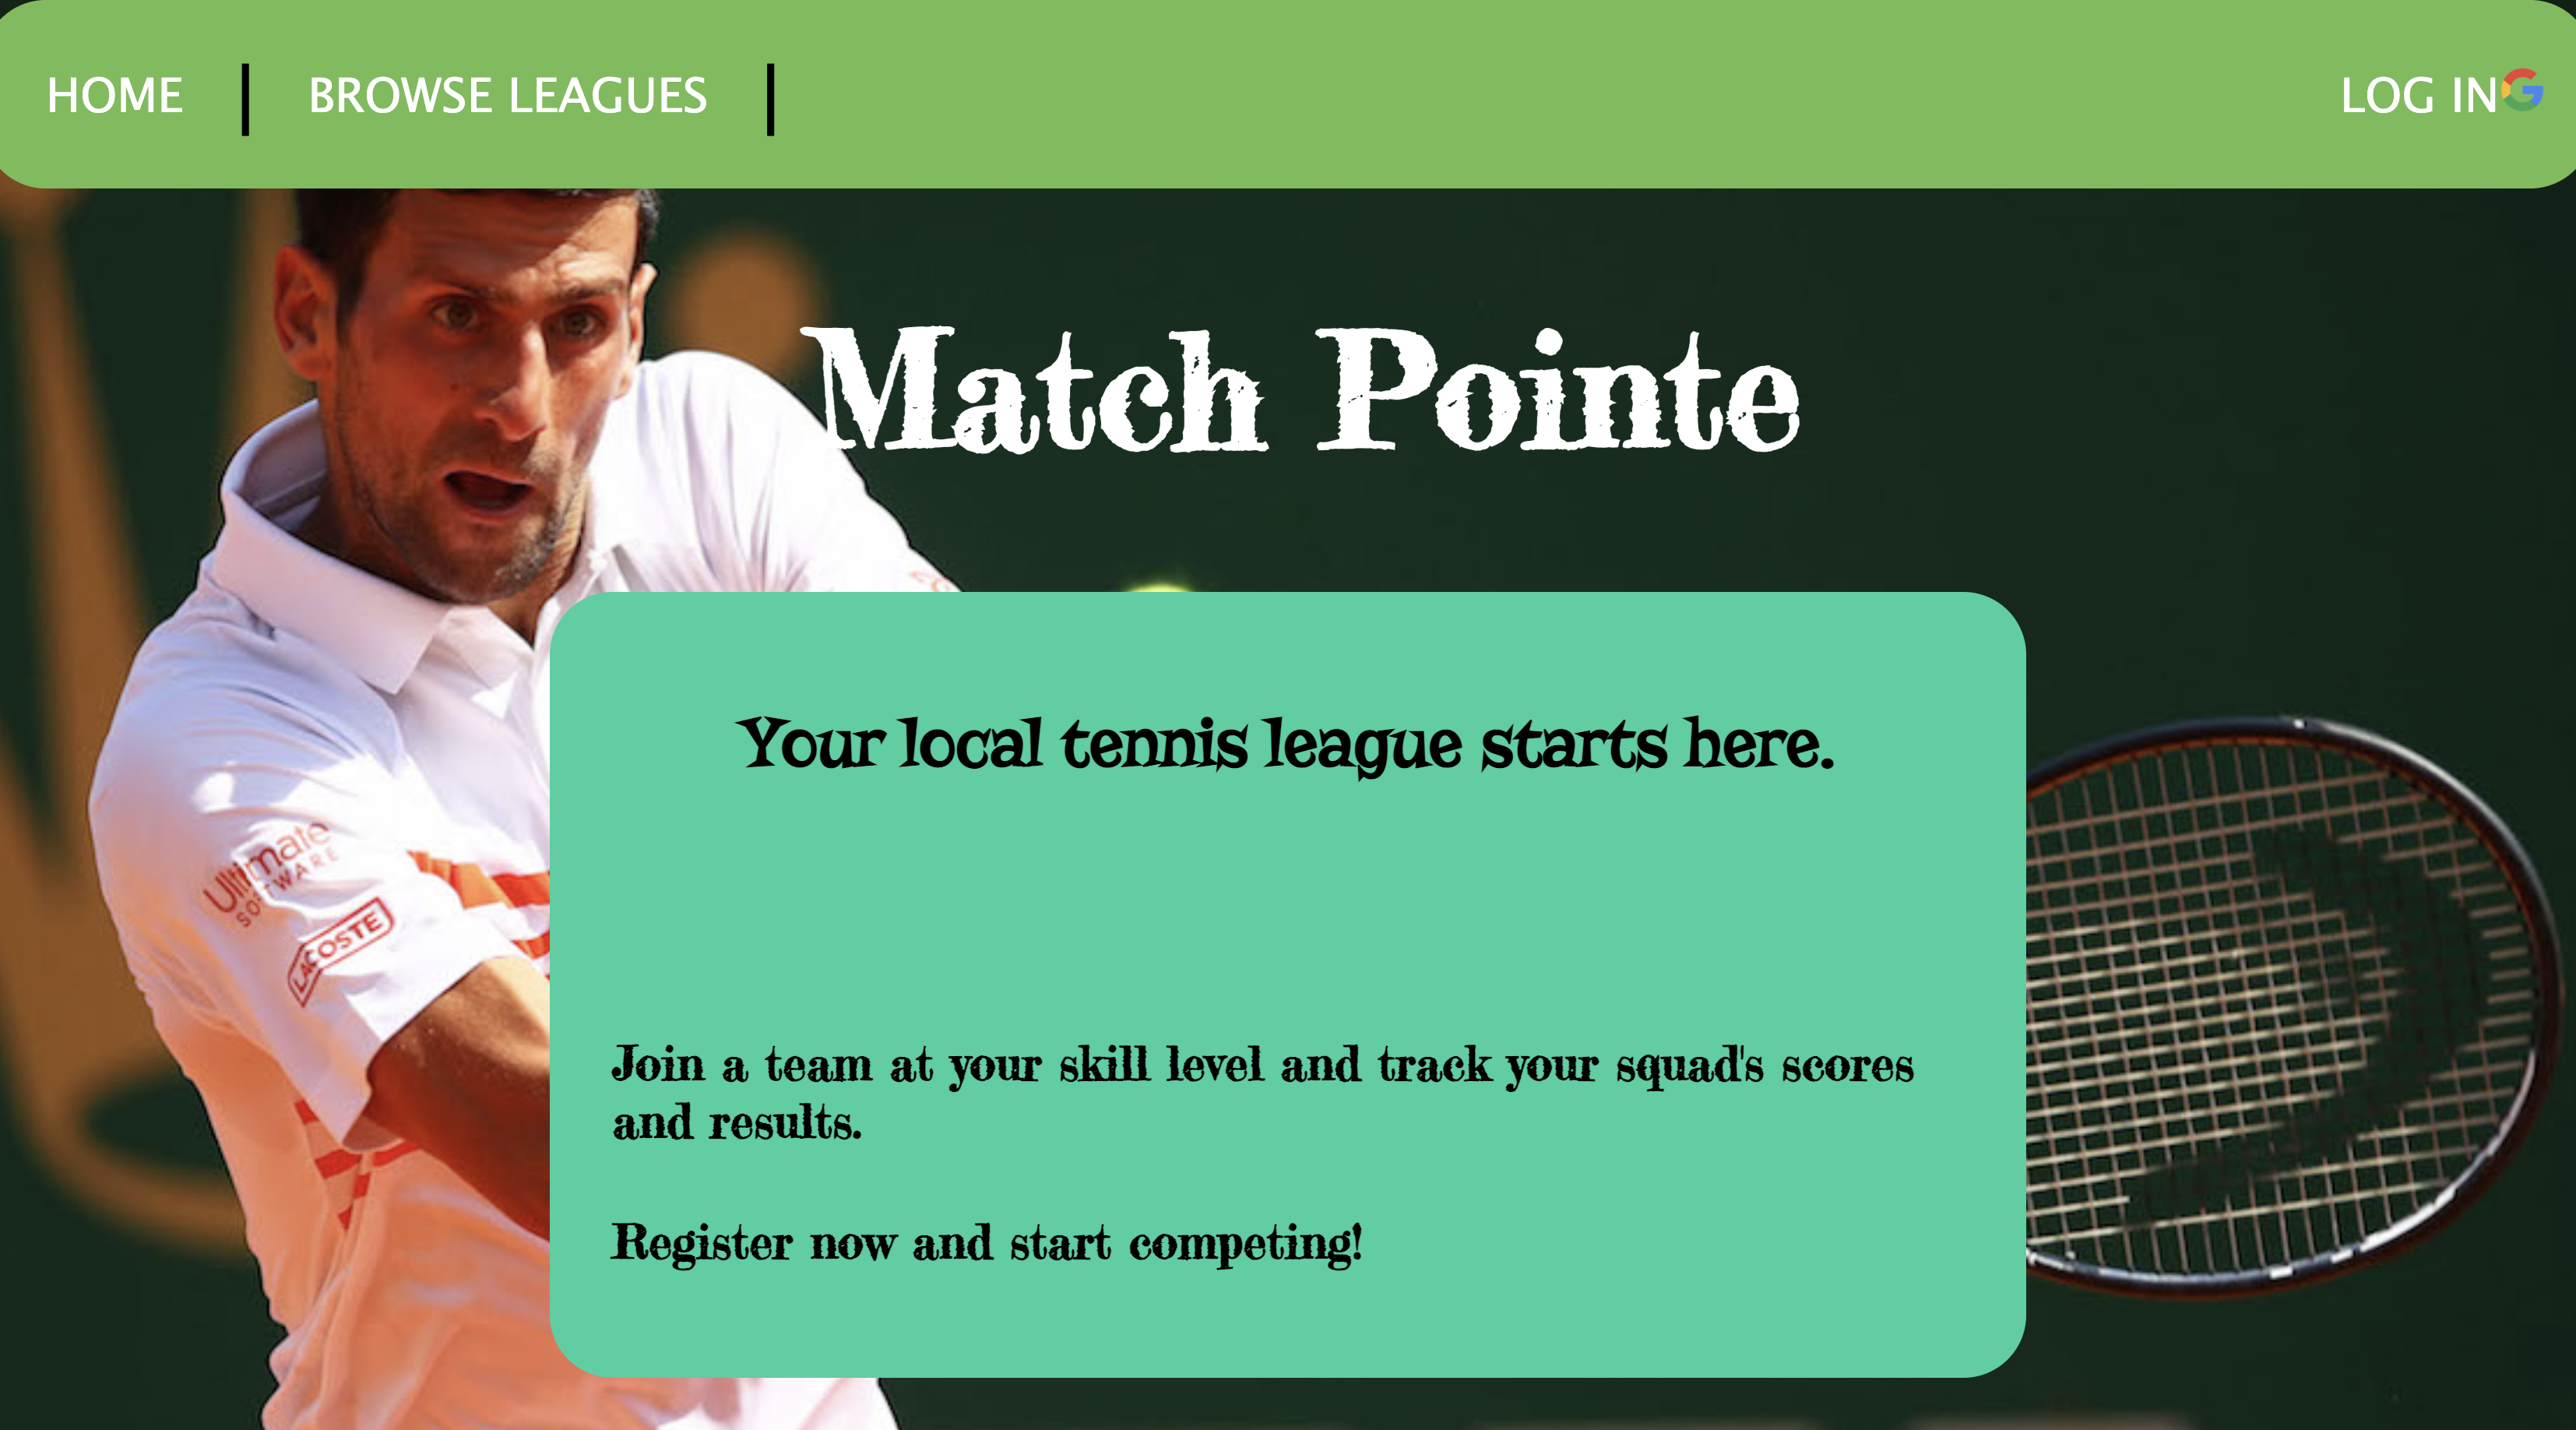 HOME
BROWSE LEAGUES
LOG IN
Match Pointe
Your local tennis league starts here.
Ultimate
SOFTWARE
LACOSTE
Join a team at your skill level and track your squad's scores
and results.
Register now and start competing!